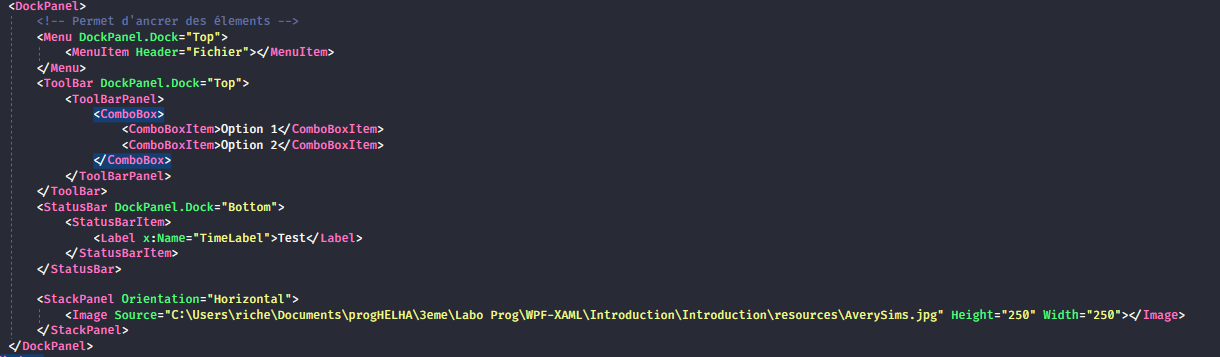 <DockPanel>
    <!-- Permet d'ancrer des élements -->
    <Menu DockPanel.Dock="Top">
        <MenuItem Header="Fichier"></MenuItem>
    </Menu>
    <ToolBar DockPanel.Dock="Top">
        <ToolBarPanel>
            <ComboBox>
                <ComboBoxItem>Option 1</ComboBoxItem>
                <ComboBoxItem>Option 2</ComboBoxItem>
            </ComboBox>
        </ToolBarPanel>
    </ToolBar>
    <StatusBar DockPanel.Dock="Bottom">
        <StatusBarItem>
            <Label x:Name="TimeLabel">Test</Label>
        </StatusBarItem>
    </StatusBar>

    <StackPanel Orientation="Horizontal">
        <Image Source="C:\Users\riche\Documents\progHELHA\3eme\Labo Prog\WPF-XAML\Introduction\Introduction\resources\AverySims.jpg" Height="250" Width="250"></Image>
    </StackPanel>
</DockPanel>